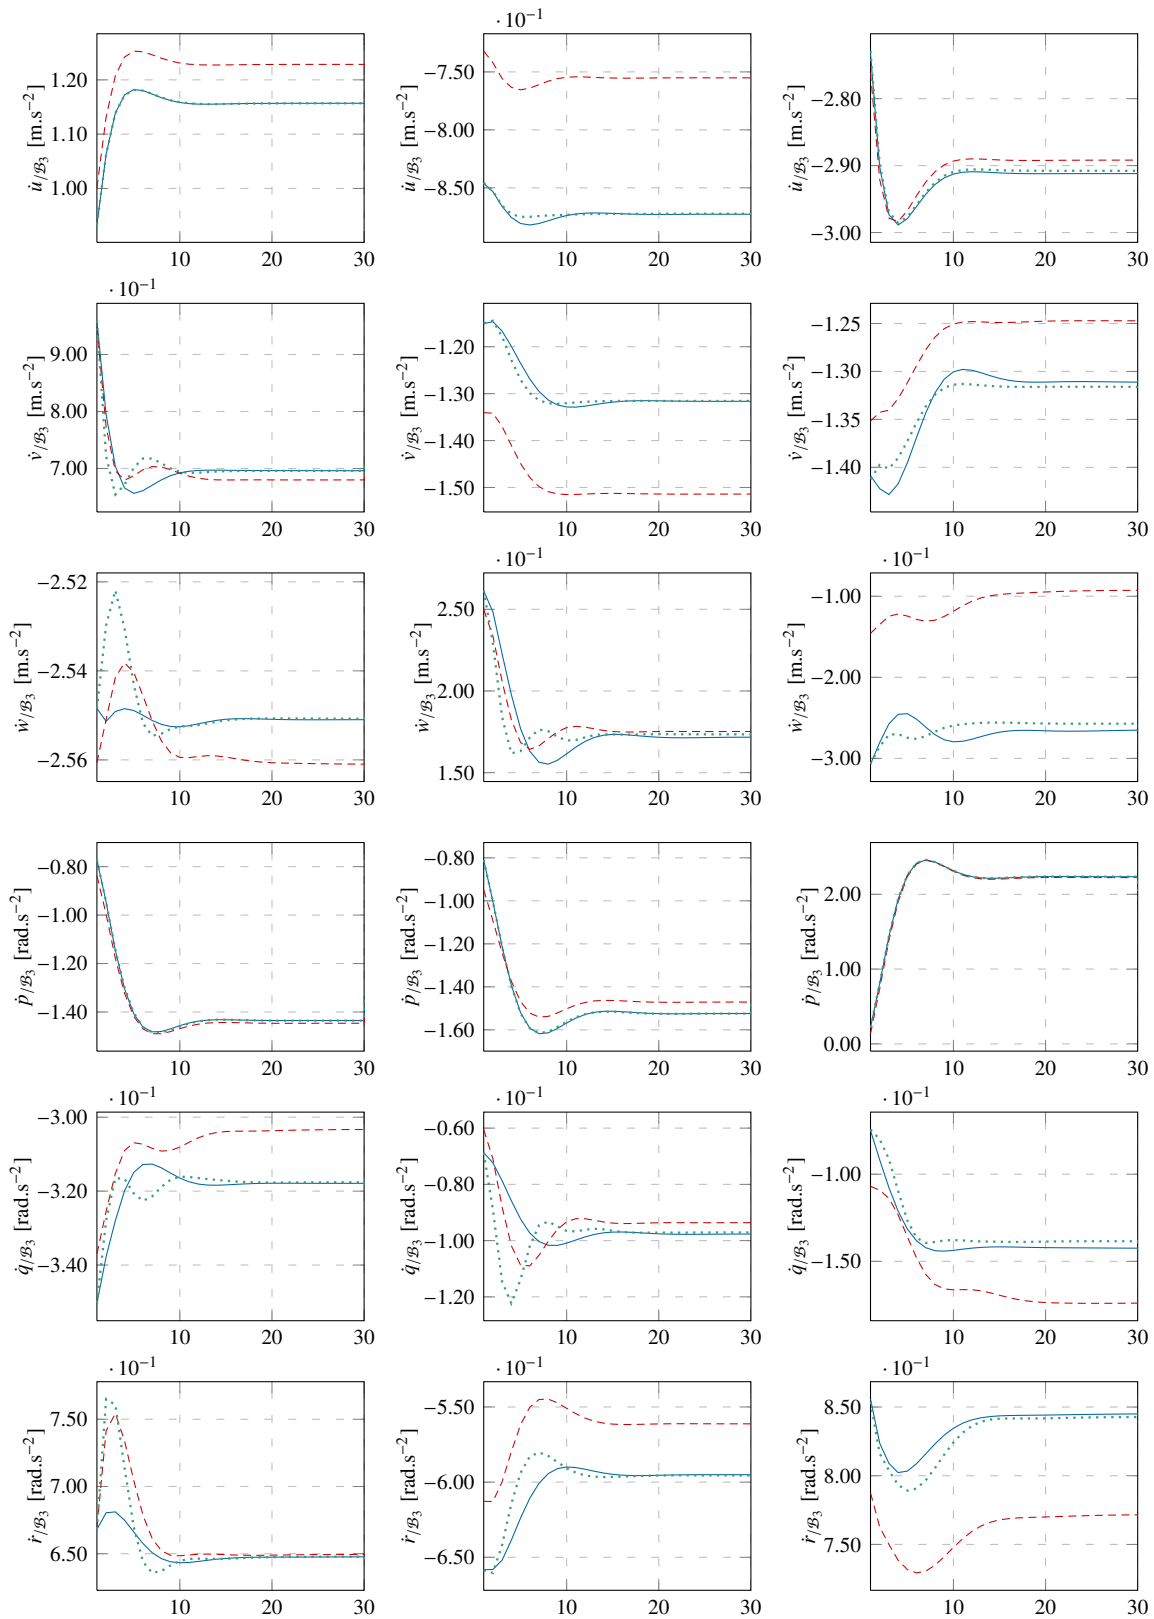 u̇/ℬ₃ [m.s⁻²]
1.20
1.10
1.00
10 20 30
·10⁻¹
u̇/ℬ₃ [m.s⁻²]
−7.50
−8.00
−8.50
10 20 30
u̇/ℬ₃ [m.s⁻²]
−2.80
−2.90
−3.00
10 20 30
·10⁻¹
v̇/ℬ₃ [m.s⁻²]
9.00
8.00
7.00
10 20 30
v̇/ℬ₃ [m.s⁻²]
−1.20
−1.30
−1.40
−1.50
10 20 30
v̇/ℬ₃ [m.s⁻²]
−1.25
−1.30
−1.35
−1.40
10 20 30
ẇ/ℬ₃ [m.s⁻²]
−2.52
−2.54
−2.56
10 20 30
·10⁻¹
ẇ/ℬ₃ [m.s⁻²]
2.50
2.00
1.50
10 20 30
·10⁻¹
ẇ/ℬ₃ [m.s⁻²]
−1.00
−2.00
−3.00
10 20 30
ṗ/ℬ₃ [rad.s⁻²]
−0.80
−1.00
−1.20
−1.40
10 20 30
ṗ/ℬ₃ [rad.s⁻²]
−0.80
−1.00
−1.20
−1.40
−1.60
10 20 30
ṗ/ℬ₃ [rad.s⁻²]
2.00
1.00
0.00
10 20 30
·10⁻¹
q̇/ℬ₃ [rad.s⁻²]
−3.00
−3.20
−3.40
10 20 30
·10⁻¹
q̇/ℬ₃ [rad.s⁻²]
−0.60
−0.80
−1.00
−1.20
10 20 30
·10⁻¹
q̇/ℬ₃ [rad.s⁻²]
−1.00
−1.50
10 20 30
·10⁻¹
ṙ/ℬ₃ [rad.s⁻²]
7.50
7.00
6.50
10 20 30
·10⁻¹
ṙ/ℬ₃ [rad.s⁻²]
−5.50
−6.00
−6.50
10 20 30
·10⁻¹
ṙ/ℬ₃ [rad.s⁻²]
8.50
8.00
7.50
10 20 30